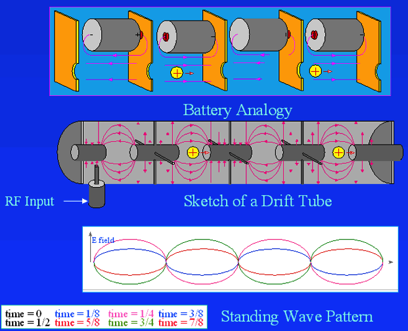 Battery Analogy
RF Input
Sketch of a Drift Tube
E field
time = 0 time = 1/8 time = 1/4 time = 3/8
time = 1/2 time = 5/8 time = 3/4 time = 7/8
Standing Wave Pattern